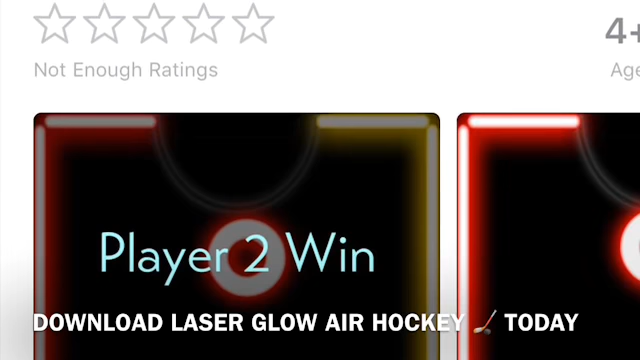 4+
Not Enough Ratings
Age
Player 2 Win
DOWNLOAD LASER GLOW AIR HOCKEY 🏒 TODAY